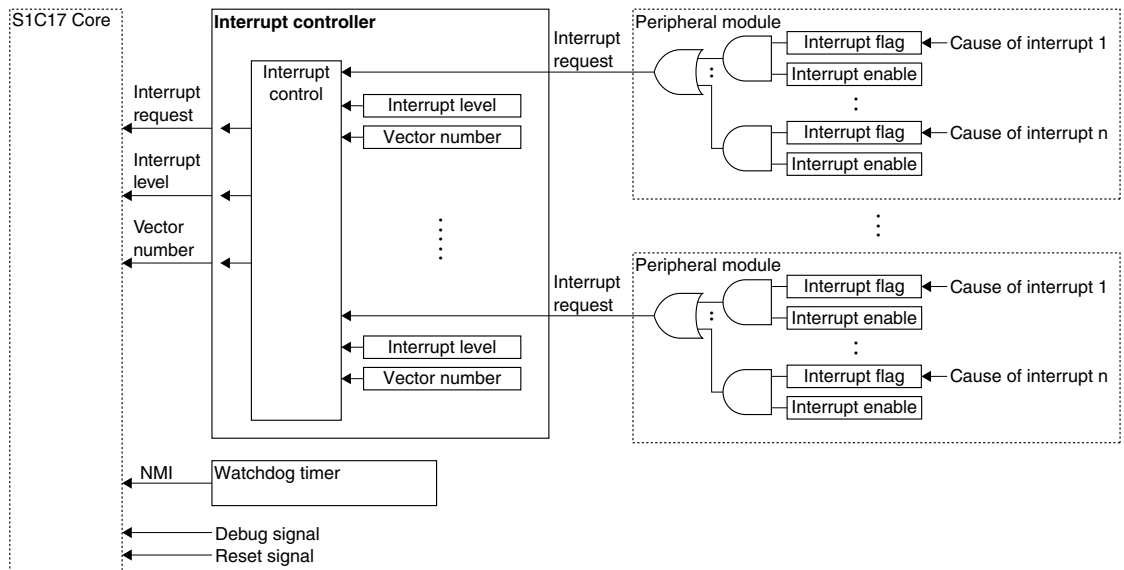 S1C17 Core
Interrupt controller
Peripheral module
Interrupt
request
Interrupt flag
Cause of interrupt 1
Interrupt enable
Interrupt flag
Cause of interrupt n
Interrupt enable
Interrupt
control
Interrupt level
Vector number
Interrupt
request
Interrupt
level
Vector
number
Peripheral module
Interrupt
request
Interrupt flag
Cause of interrupt 1
Interrupt enable
Interrupt flag
Cause of interrupt n
Interrupt enable
Interrupt level
Vector number
NMI
Watchdog timer
Debug signal
Reset signal